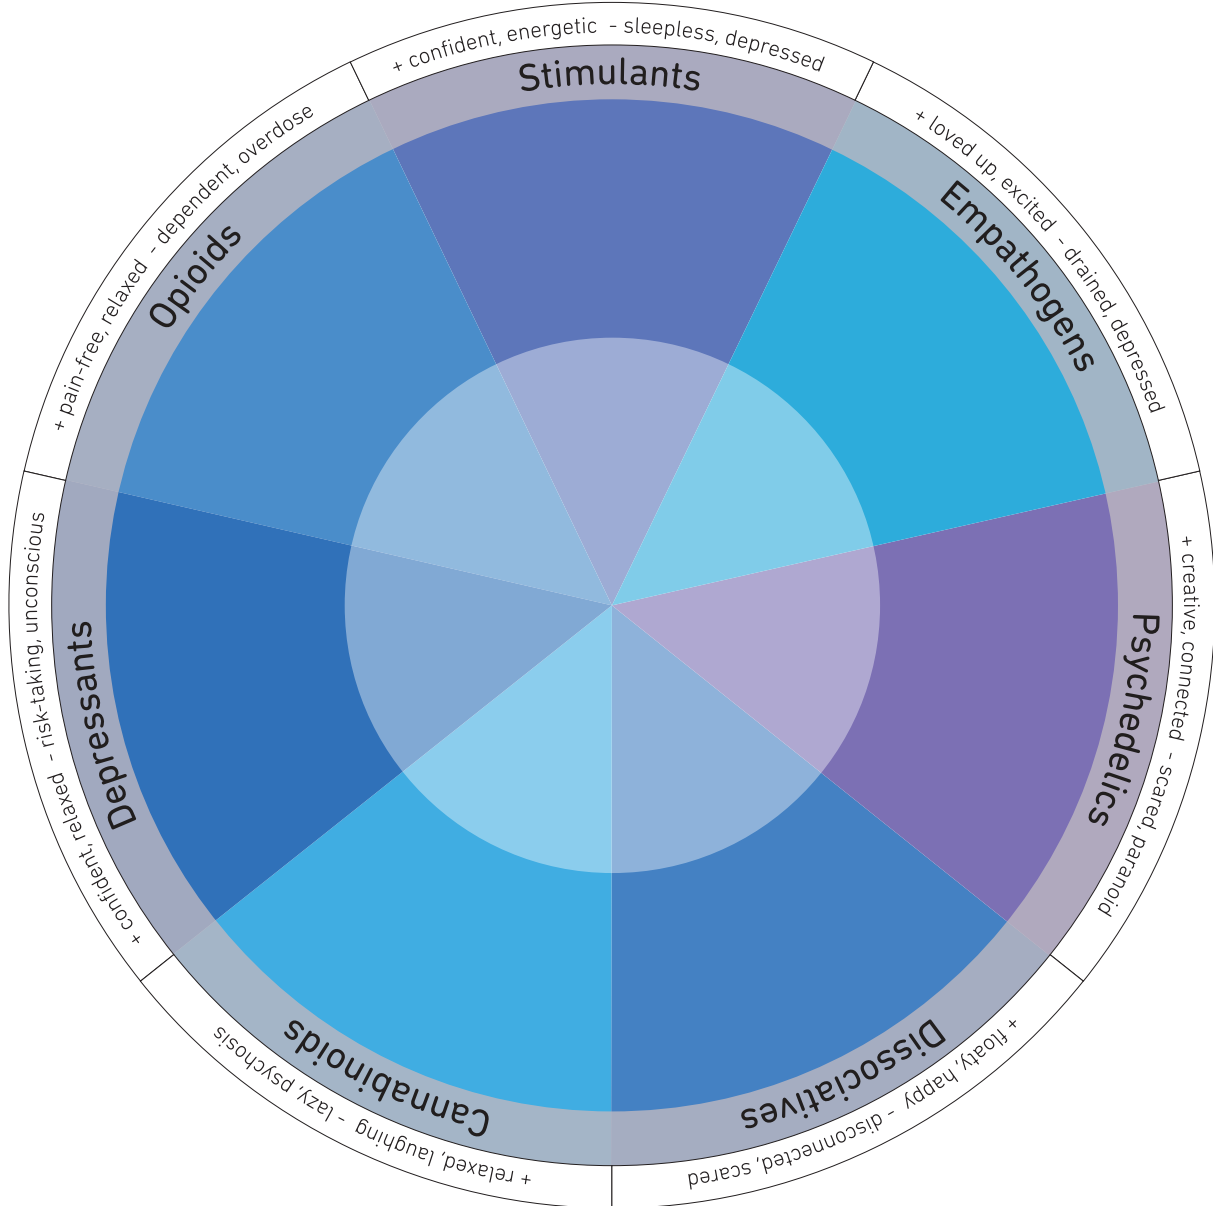 + confident, energetic - sleepless, depressed
Stimulants
+ loved up, excited - drained, depressed
Empathogens
+ creative, connected - scared, paranoid
Psychedelics
+ floaty, happy - disconnected, scared
Dissociatives
+ relaxed, laughing - lazy, psychosis
Cannabinoids
+ confident, relaxed - risk-taking, unconscious
Depressants
+ pain-free, relaxed - dependent, overdose
Opioids